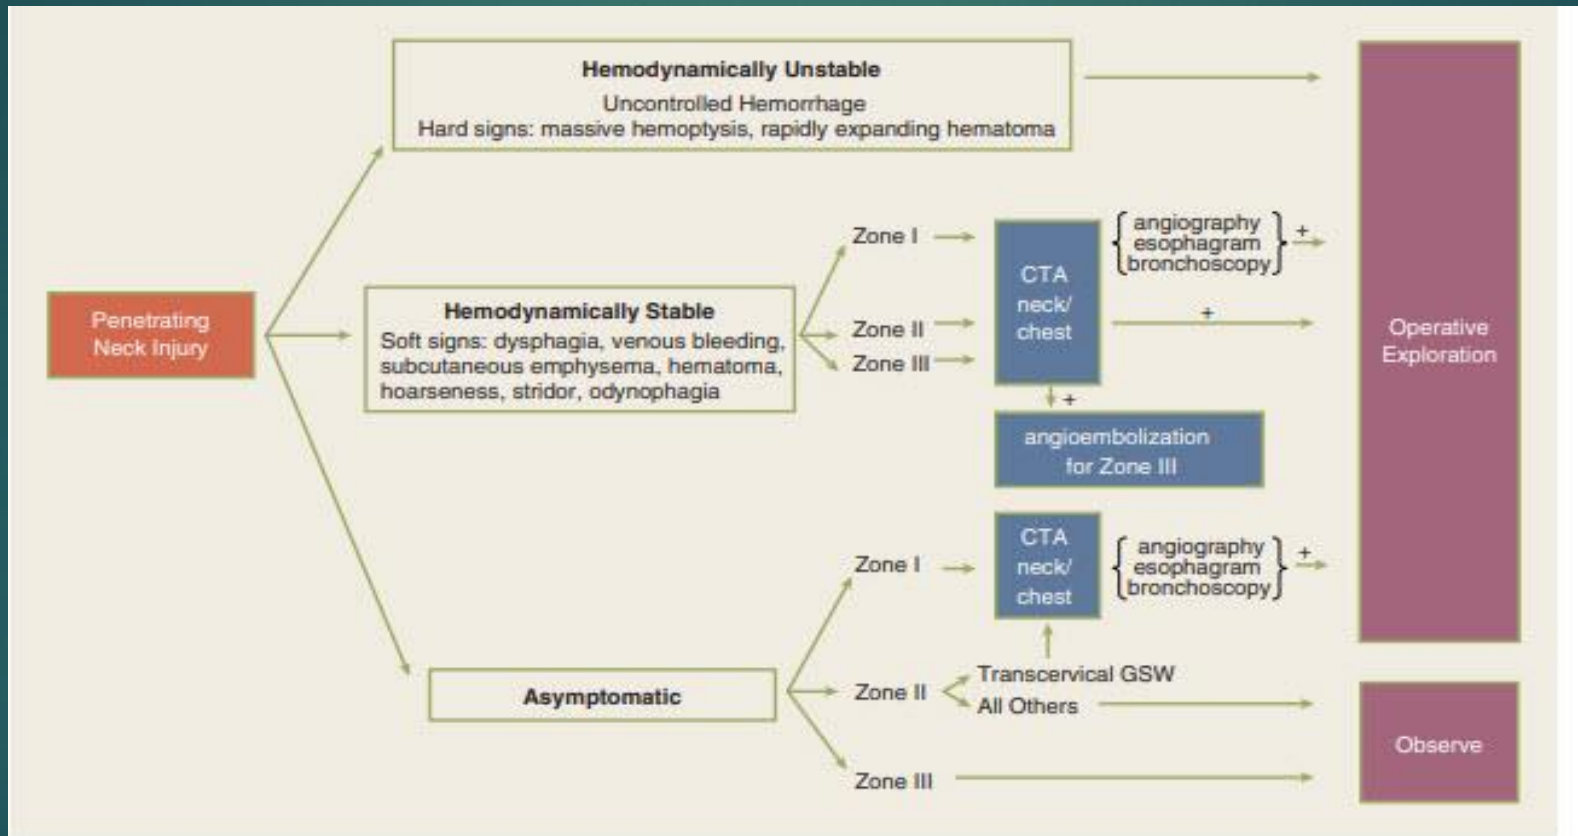 Penetrating
Neck Injury
Hemodynamically Unstable
Uncontrolled Hemorrhage
Hard signs: massive hemoptysis, rapidly expanding hematoma
Hemodynamically Stable
Soft signs: dysphagia, venous bleeding,
subcutaneous emphysema, hematoma,
hoarseness, stridor, odynophagia
Zone I
Zone II
Zone III
CTA
neck/
chest
{angiography
esophagram
bronchoscopy}
+
+
+
angioembolization
for Zone III
Asymptomatic
Zone I
Zone II
Zone III
Transcervical GSW
All Others
CTA
neck/
chest
{angiography
esophagram
bronchoscopy}
+
Operative
Exploration
Observe